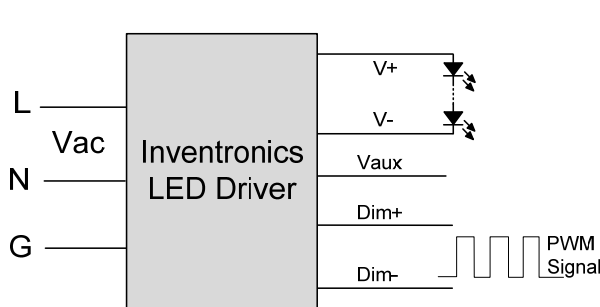 L
Vac
N
G
Inventronics
LED Driver
V+
V-
Vaux
Dim+
Dim-
PWM
Signal